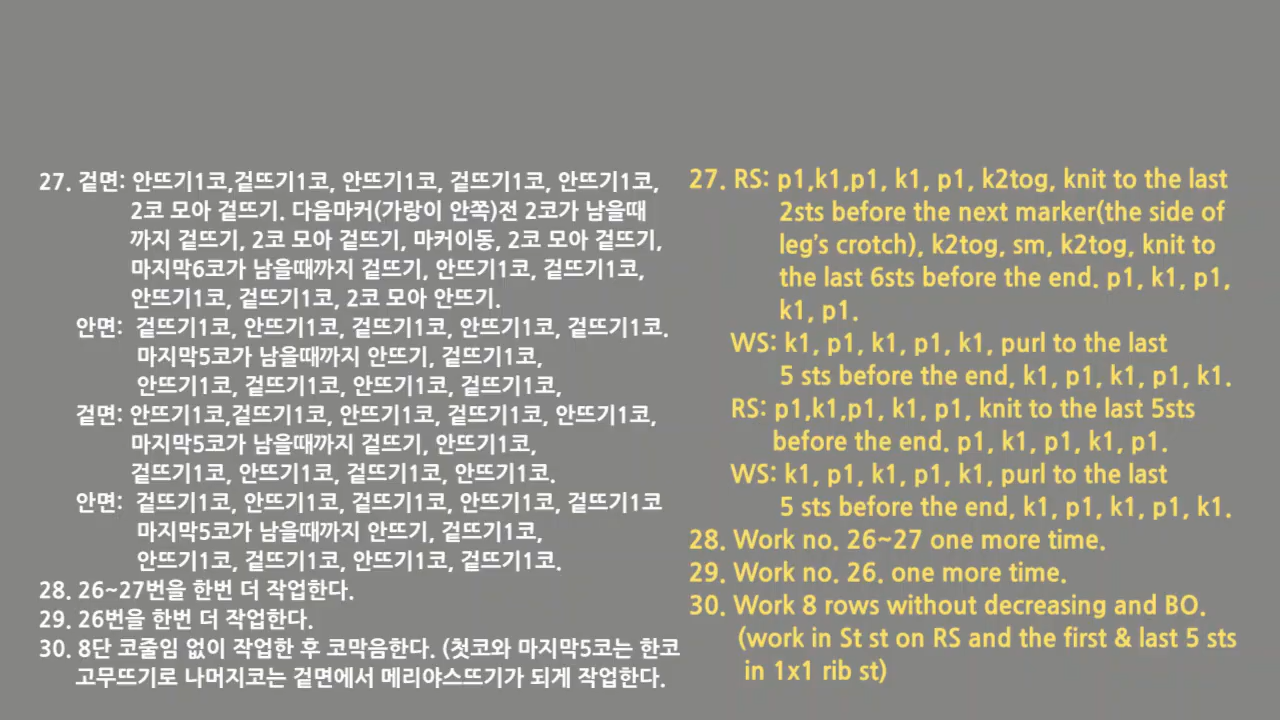 27. 겉면: 안뜨기1코,겉뜨기1코, 안뜨기1코, 겉뜨기1코, 안뜨기1코,
2코 모아 겉뜨기. 다음마커(가랑이 안쪽)전 2코가 남을때
까지 겉뜨기, 2코 모아 겉뜨기, 마커이동, 2코 모아 겉뜨기,
마지막6코가 남을때까지 겉뜨기, 안뜨기1코, 겉뜨기1코,
안뜨기1코, 겉뜨기1코, 2코 모아 안뜨기.
안면: 겉뜨기1코, 안뜨기1코, 겉뜨기1코, 안뜨기1코, 겉뜨기1코.
마지막5코가 남을때까지 안뜨기, 겉뜨기1코,
안뜨기1코, 겉뜨기1코, 안뜨기1코, 겉뜨기1코,
겉면: 안뜨기1코,겉뜨기1코, 안뜨기1코, 겉뜨기1코, 안뜨기1코,
마지막5코가 남을때까지 겉뜨기, 안뜨기1코,
겉뜨기1코, 안뜨기1코, 겉뜨기1코, 안뜨기1코.
안면: 겉뜨기1코, 안뜨기1코, 겉뜨기1코, 안뜨기1코, 겉뜨기1코
마지막5코가 남을때까지 안뜨기, 겉뜨기1코,
안뜨기1코, 겉뜨기1코, 안뜨기1코, 겉뜨기1코.
28. 26~27번을 한번 더 작업한다.
29. 26번을 한번 더 작업한다.
30. 8단 코줄임 없이 작업한 후 코막음한다. (첫코와 마지막5코는 한코
고무뜨기로 나머지코는 겉면에서 메리야스뜨기가 되게 작업한다.
27. RS: p1,k1,p1, k1, p1, k2tog, knit to the last
2sts before the next marker(the side of
leg's crotch), k2tog, sm, k2tog, knit to
the last 6sts before the end. p1, k1, p1,
k1, p1.
WS: k1, p1, k1, p1, k1, purl to the last
5 sts before the end, k1, p1, k1, p1, k1.
RS: p1,k1,p1, k1, p1, knit to the last 5sts
before the end. p1, k1, p1, k1, p1.
WS: k1, p1, k1, p1, k1, purl to the last
5 sts before the end, k1, p1, k1, p1, k1.
28. Work no. 26~27 one more time.
29. Work no. 26. one more time.
30. Work 8 rows without decreasing and BO.
(work in St st on RS and the first & last 5 sts
in 1x1 rib st)